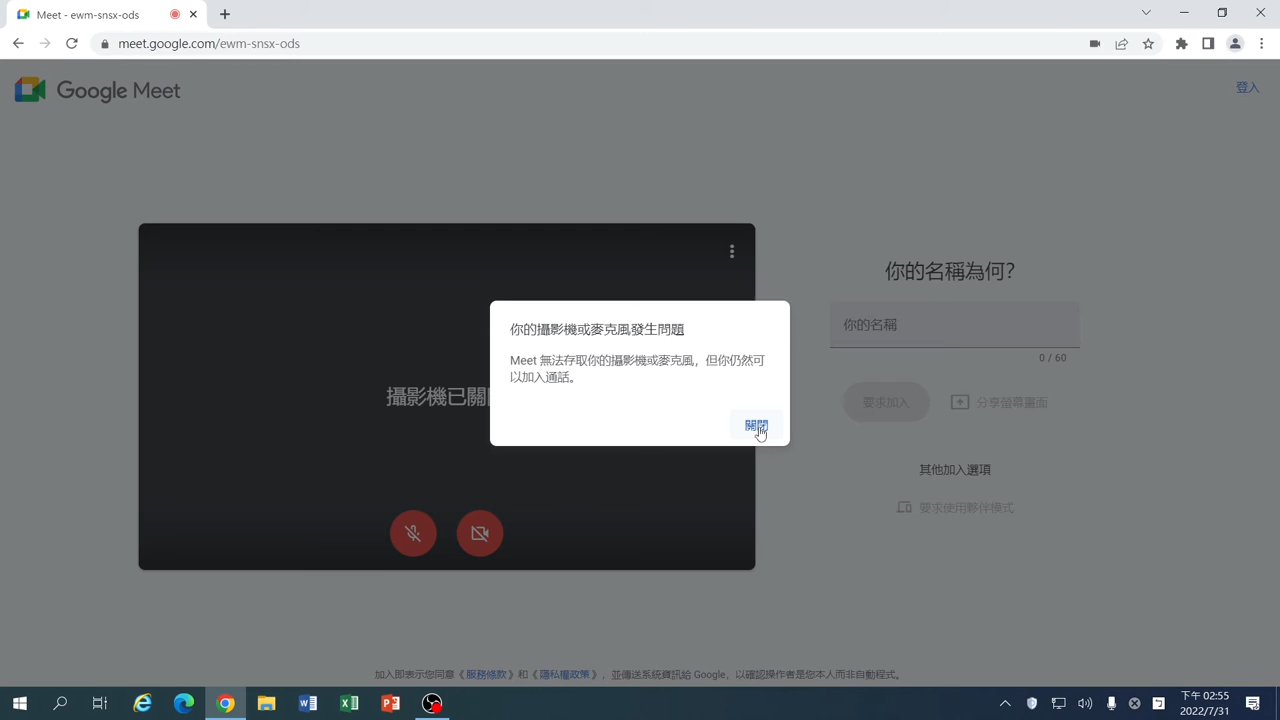 Meet - ewm-snsx-ods
meet.google.com/ewm-snsx-ods
Google Meet
登入
攝影機已關
你的攝影機或麥克風發生問題
Meet 無法存取你的攝影機或麥克風，但你仍然可
以加入通話。
關閉
你的名稱為何？
你的名稱
0 / 60
要求加入
分享螢幕畫面
其他加入選項
要求使用夥伴模式
加入即表示您同意《服務條款》和《隱私權政策》，並傳送系統資訊給 Google，以確認操作者是您本人而非自動程式。
下午 02:55
2022/7/31